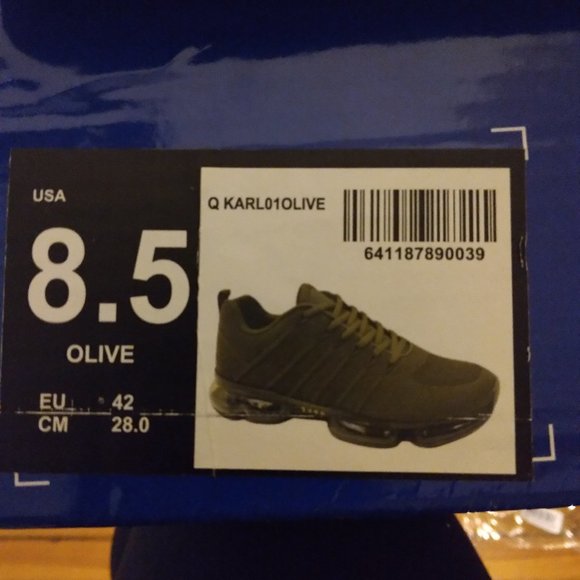 USA
8.5
OLIVE
EU 42
CM 28.0
Q KARL01OLIVE
641187890039